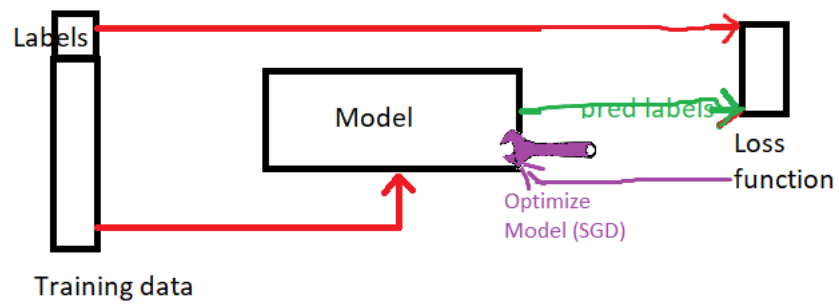 Labels
Model
pred labels
Loss
function
Optimize
Model (SGD)
Training data